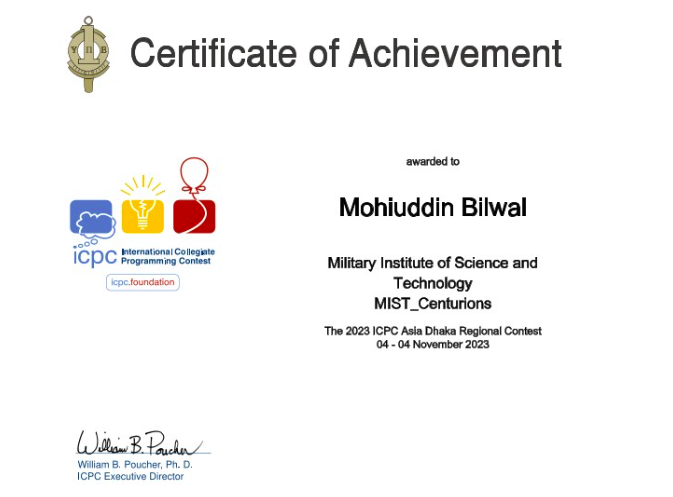 Certificate of Achievement
awarded to
Mohiuddin Bilwal
Military Institute of Science and
Technology
MIST_Centurions
The 2023 ICPC Asia Dhaka Regional Contest
04 - 04 November 2023
icpc International Collegiate
Programming Contest
icpc.foundation
William B. Poucher
William B. Poucher, Ph. D.
ICPC Executive Director